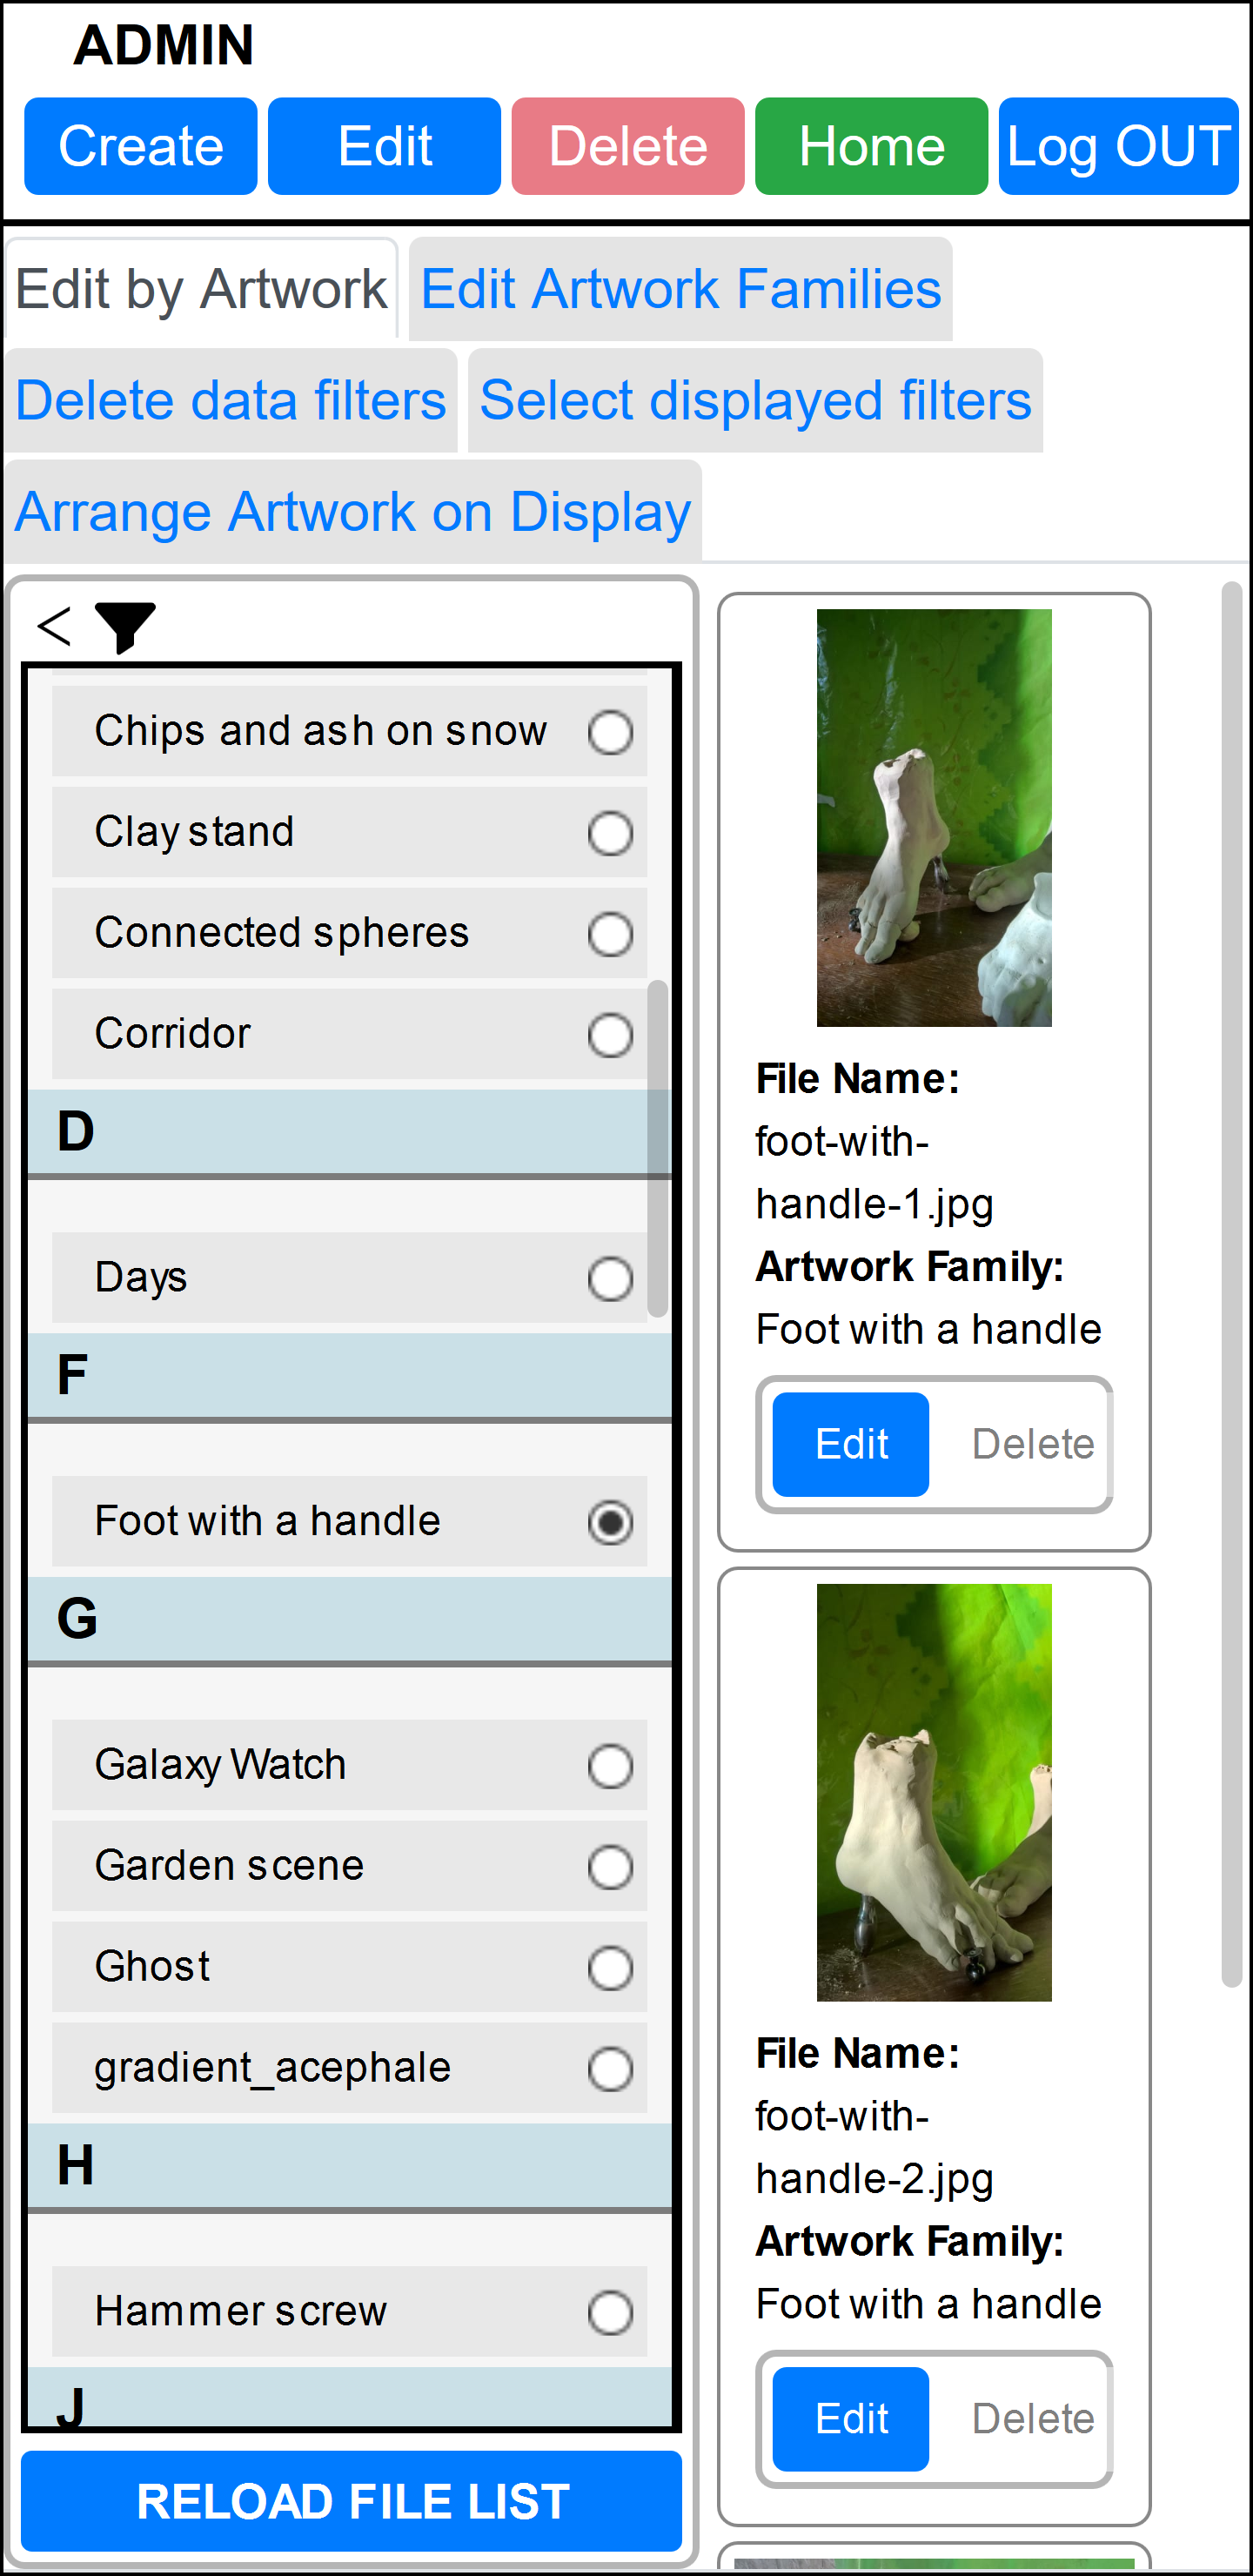 ADMIN
Create Edit Delete Home Log OUT
Edit by Artwork Edit Artwork Families
Delete data filters Select displayed filters
Arrange Artwork on Display
<
Chips and ash on snow
Clay stand
Connected spheres
Corridor
D
Days
F
Foot with a handle
G
Galaxy Watch
Garden scene
Ghost
gradient_acephale
H
Hammer screw
J
RELOAD FILE LIST
File Name:
foot-with-
handle-1.jpg
Artwork Family:
Foot with a handle
Edit Delete
File Name:
foot-with-
handle-2.jpg
Artwork Family:
Foot with a handle
Edit Delete